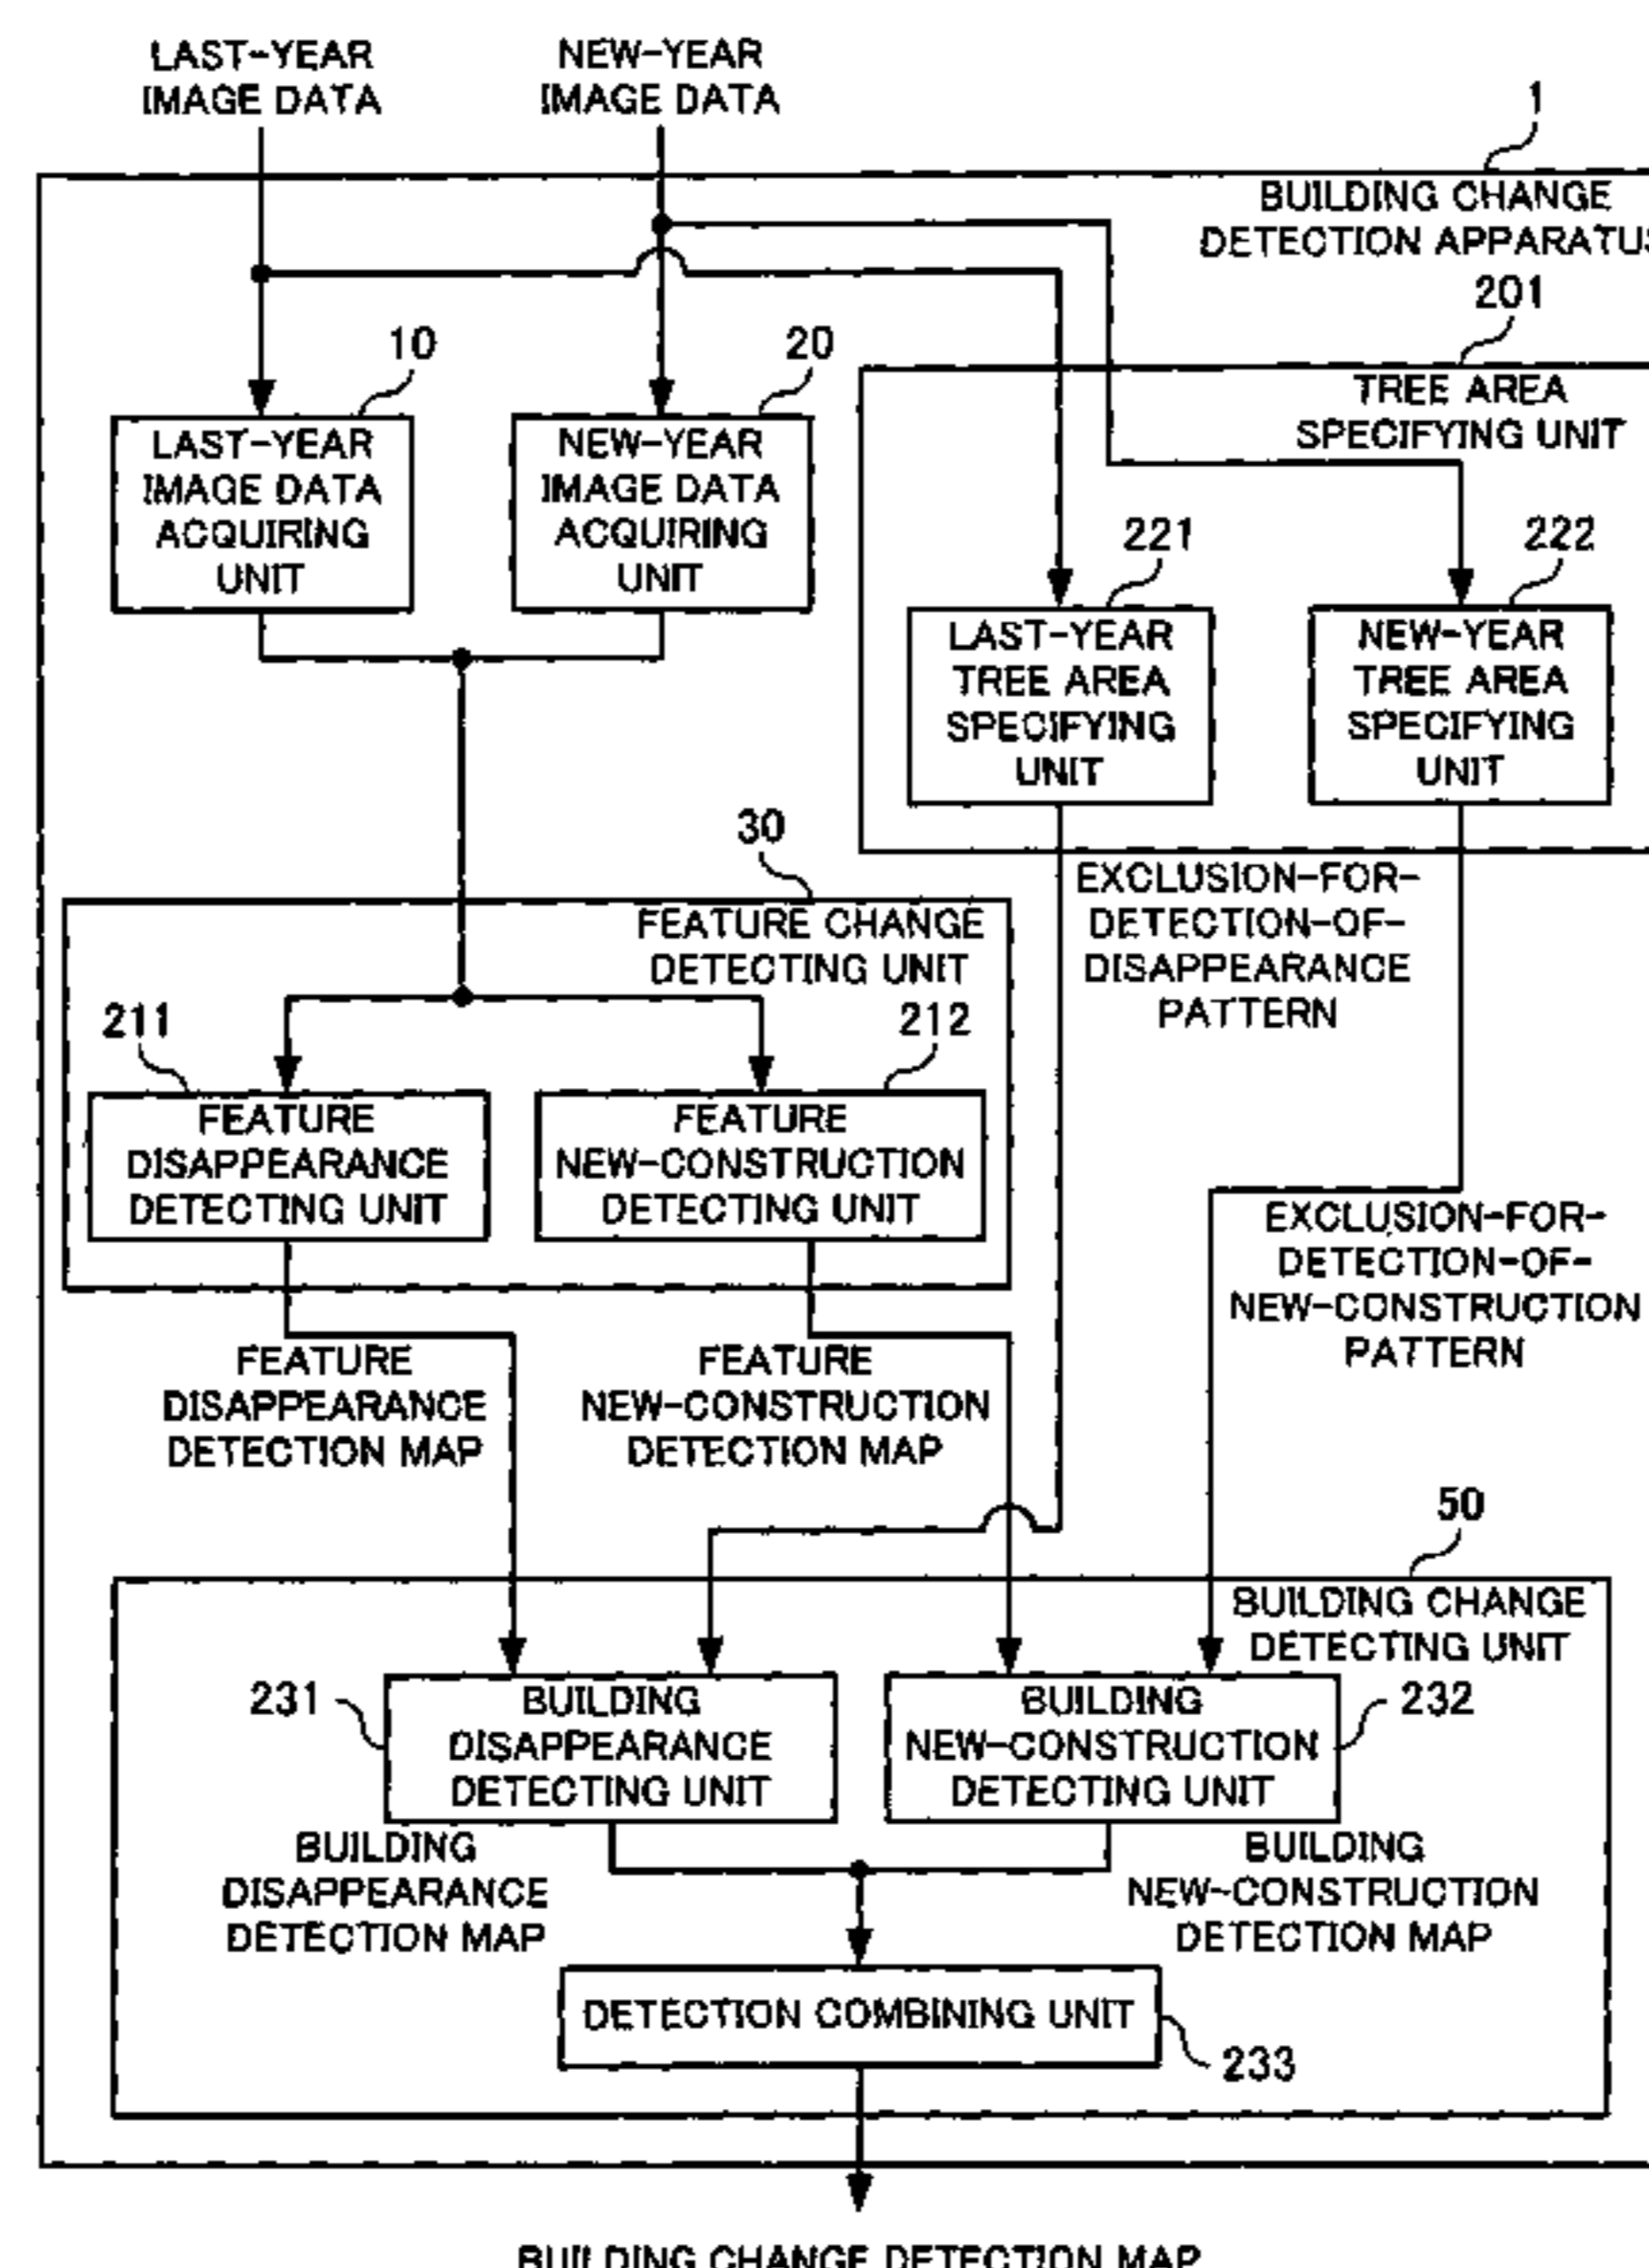 LAST-YEAR
IMAGE DATA
NEW-YEAR
IMAGE DATA
1
BUILDING CHANGE
DETECTION APPARATUS
201
10
20
TREE AREA
SPECIFYING UNIT
LAST-YEAR
IMAGE DATA
ACQUIRING
UNIT
NEW-YEAR
IMAGE DATA
ACQUIRING
UNIT
221
222
LAST-YEAR
TREE AREA
SPECIFYING
UNIT
NEW-YEAR
TREE AREA
SPECIFYING
UNIT
30
FEATURE CHANGE
DETECTING UNIT
EXCLUSION-FOR-
DETECTION-OF-
DISAPPEARANCE
PATTERN
211
212
FEATURE
DISAPPEARANCE
DETECTING UNIT
FEATURE
NEW-CONSTRUCTION
DETECTING UNIT
EXCLUSION-FOR-
DETECTION-OF-
NEW-CONSTRUCTION
PATTERN
FEATURE
DISAPPEARANCE
DETECTION MAP
FEATURE
NEW-CONSTRUCTION
DETECTION MAP
50
BUILDING CHANGE
DETECTING UNIT
231
BUILDING
DISAPPEARANCE
DETECTING UNIT
BUILDING
NEW-CONSTRUCTION
DETECTING UNIT
232
BUILDING
DISAPPEARANCE
DETECTION MAP
BUILDING
NEW-CONSTRUCTION
DETECTION MAP
DETECTION COMBINING UNIT
233
BUILDING CHANGE DETECTION MAP